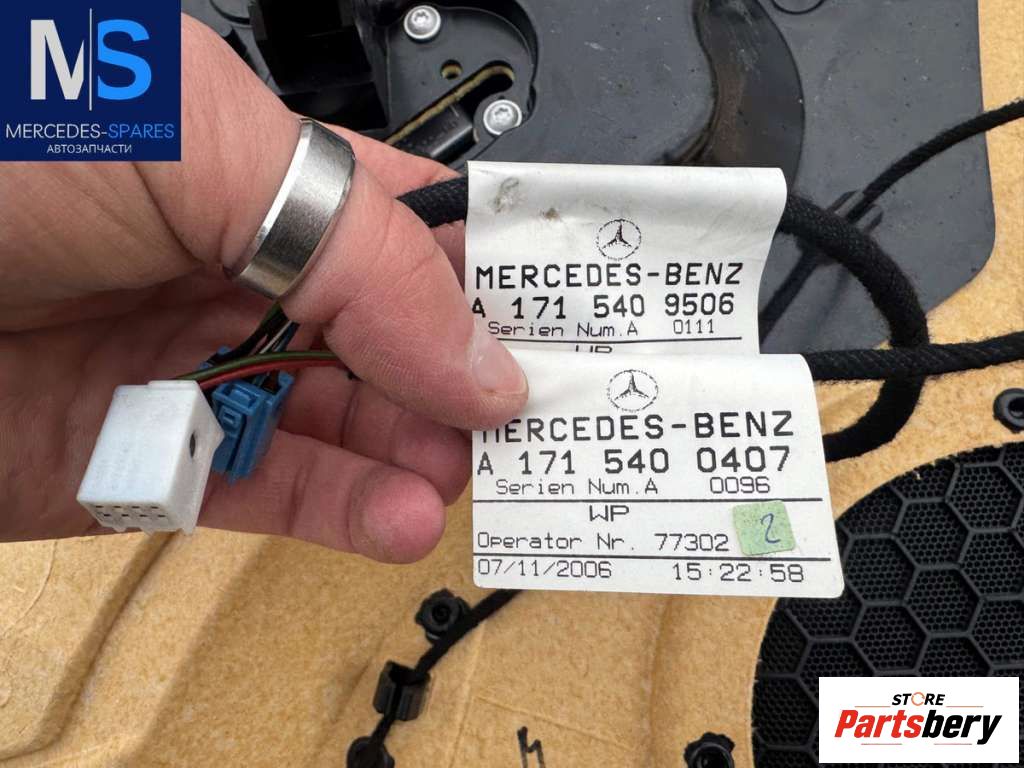 MS
MERCEDES-SPARES
АВТОЗАПЧАСТИ
MERCEDES-BENZ
A 171 540 9506
Serien Num.A 0111
WP
MERCEDES-BENZ
A 171 540 0407
Serien Num.A 0096
WP
Operator Nr. 77302 2
07/11/2006 15:22:58
STORE
Partsbery